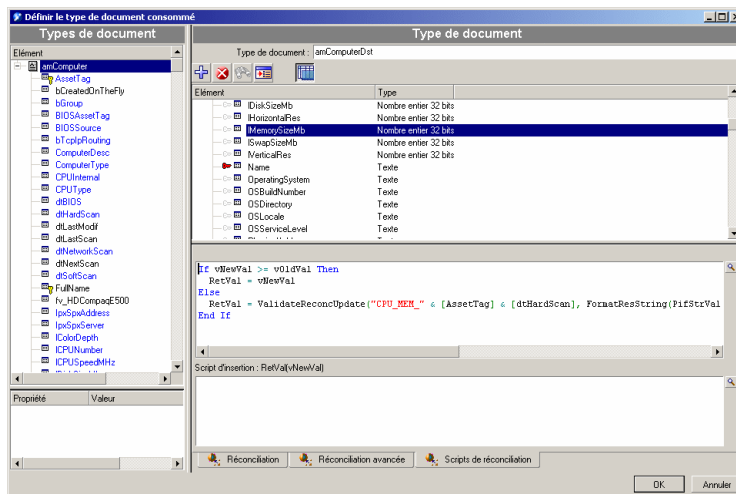 Définir le type de document consommé
Types de document
Elément
amComputer
AssetTag
bCreatedOnTheFly
bGroup
BIOSAssetTag
BIOSSource
bTcpIpRouting
ComputerDesc
ComputerType
CPUInternal
CPUType
dtBIOS
dtHardScan
dtLastModif
dtLastScan
dtNetworkScan
dtNextScan
dtSoftScan
FullName
fv_HDCompaqE500
IpxSpxAddress
IpxSpxServer
lColorDepth
lCPUNumber
lCPUSpeedMHz
Propriété Valeur
Type de document
Type de document : amComputerDst
Elément Type
lDiskSizeMb Nombre entier 32 bits
lHorizontalRes Nombre entier 32 bits
lMemorySizeMb Nombre entier 32 bits
lSwapSizeMb Nombre entier 32 bits
lVerticalRes Nombre entier 32 bits
Name Texte
OperatingSystem Texte
OSBuildNumber Texte
OSDirectory Texte
OSLocale Texte
OSServiceLevel Texte
If vNewVal >= vOldVal Then
RetVal = vNewVal
Else
RetVal = ValidateReconcUpdate("CPU_MEM_" & [AssetTag] & [dtHardScan], FormatResString(PifStrVal
End If
Script d'insertion : RetVal(vNewVal)
Réconciliation Réconciliation avancée Scripts de réconciliation
OK Annuler